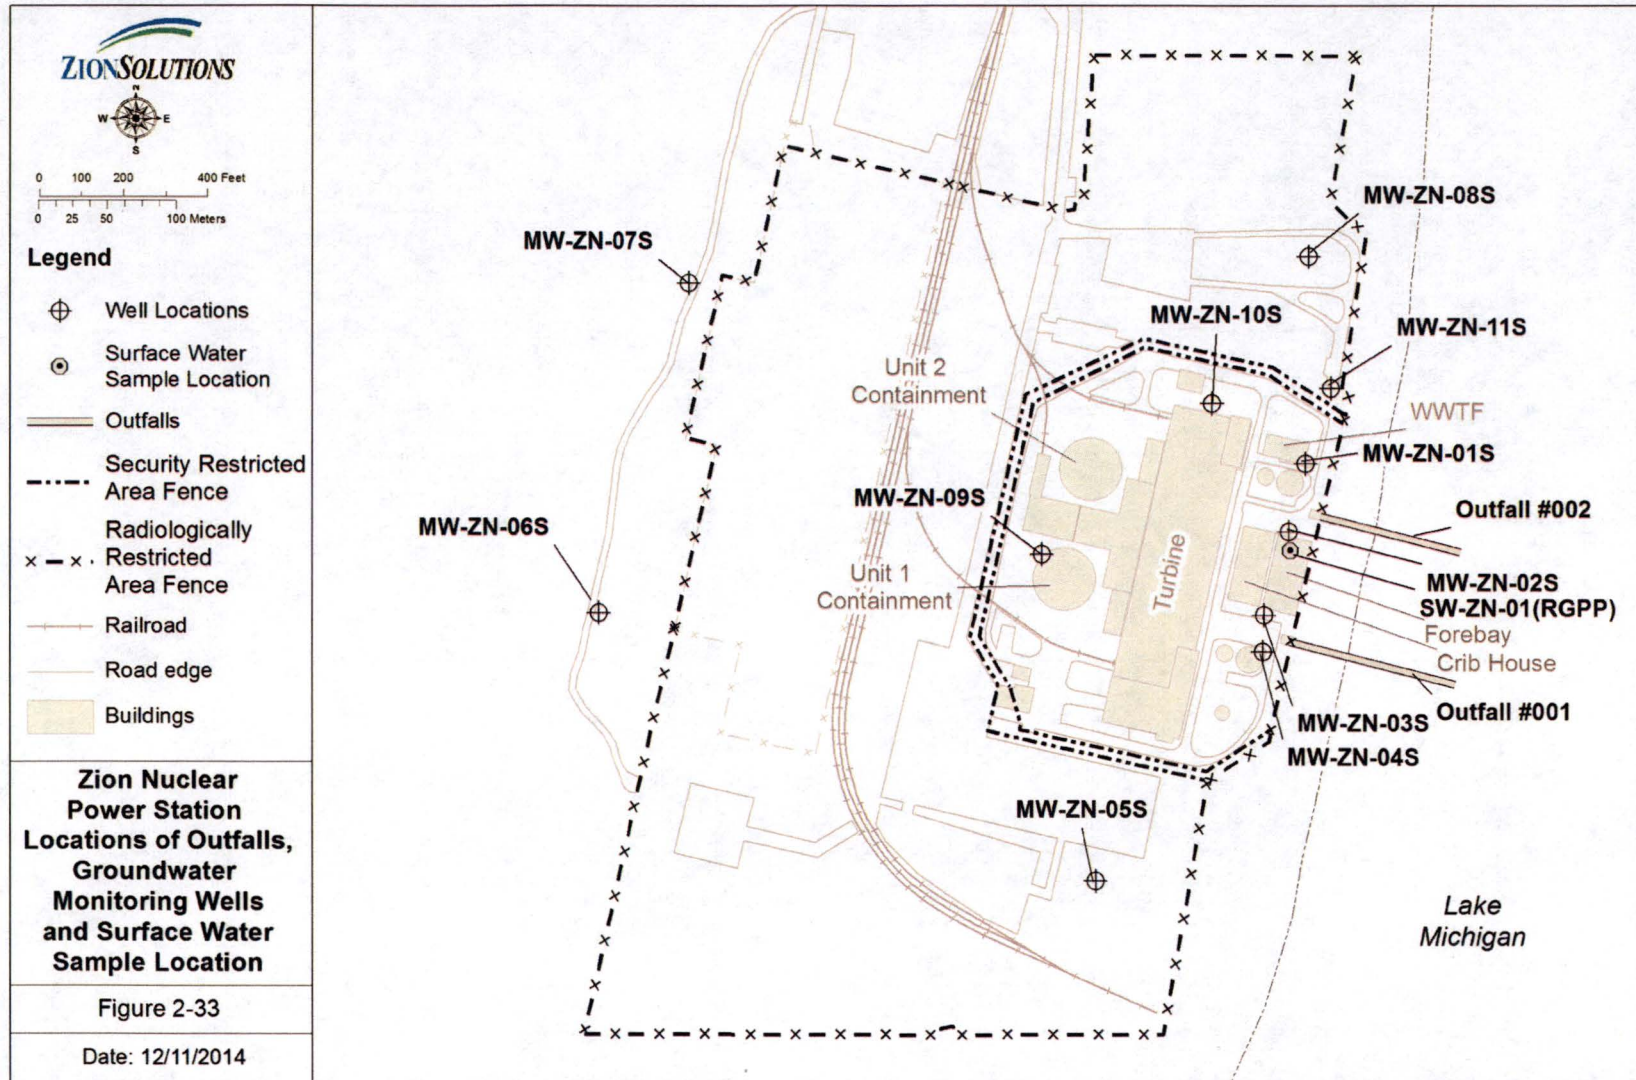 ZIONSOLUTIONS
N
W E
S
0 100 200 400 Feet
0 25 50 100 Meters
Legend
Well Locations
Surface Water
Sample Location
Outfalls
Security Restricted
Area Fence
Radiologically
Restricted
Area Fence
Railroad
Road edge
Buildings
Zion Nuclear
Power Station
Locations of Outfalls,
Groundwater
Monitoring Wells
and Surface Water
Sample Location
Figure 2-33
Date: 12/11/2014
MW-ZN-08S
MW-ZN-07S
MW-ZN-10S
MW-ZN-11S
Unit 2
Containment
WWTF
MW-ZN-01S
MW-ZN-09S
Outfall #002
MW-ZN-06S
Turbine
Unit 1
Containment
MW-ZN-02S
SW-ZN-01(RGPP)
Forebay
Crib House
Outfall #001
MW-ZN-03S
MW-ZN-04S
MW-ZN-05S
Lake
Michigan